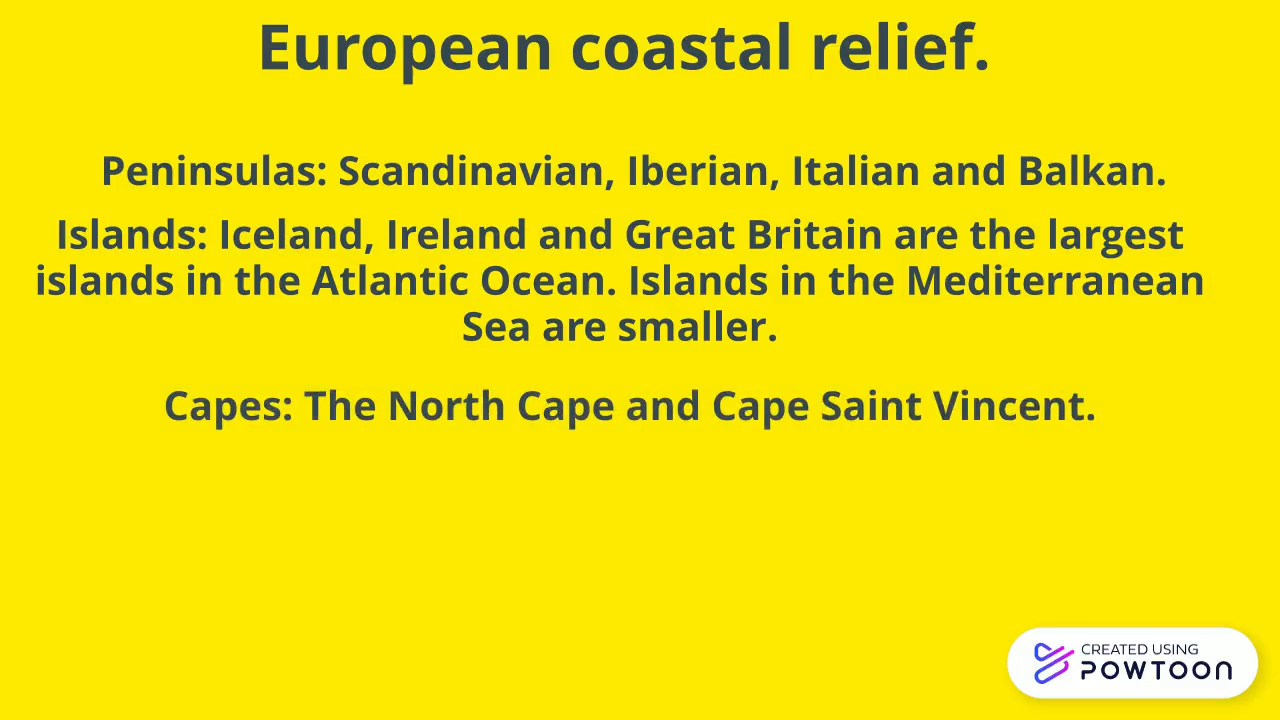 European coastal relief.
Peninsulas: Scandinavian, Iberian, Italian and Balkan.
Islands: Iceland, Ireland and Great Britain are the largest
islands in the Atlantic Ocean. Islands in the Mediterranean
Sea are smaller.
Capes: The North Cape and Cape Saint Vincent.
CREATED USING
POWTOON